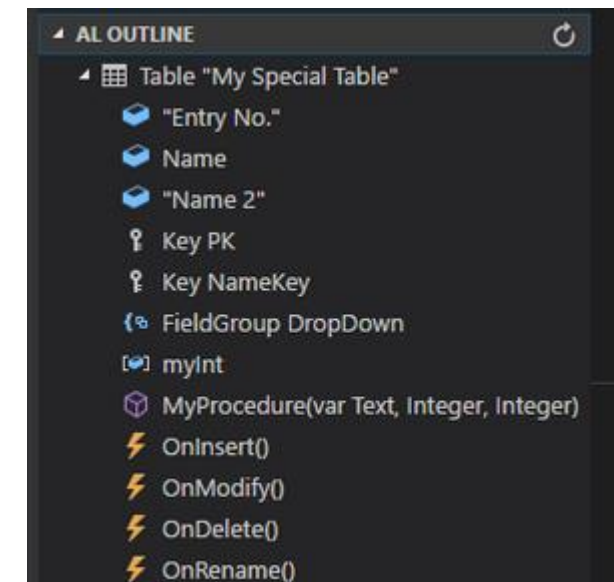 AL OUTLINE
Table "My Special Table"
"Entry No."
Name
"Name 2"
Key PK
Key NameKey
FieldGroup DropDown
myInt
MyProcedure(var Text, Integer, Integer)
OnInsert()
OnModify()
OnDelete()
OnRename()